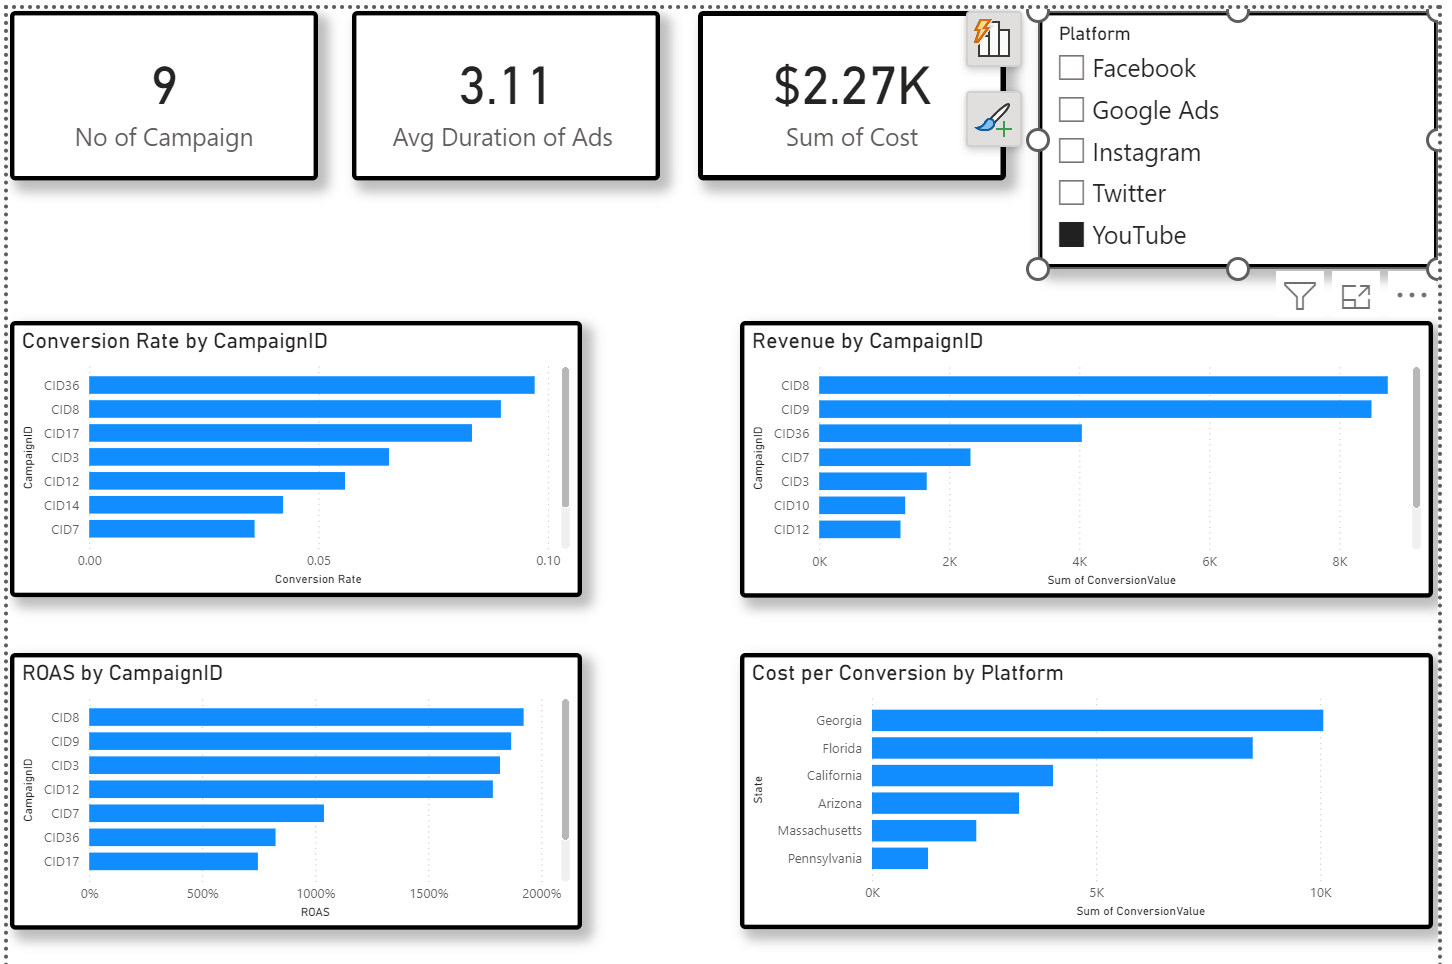 9
No of Campaign
3.11
Avg Duration of Ads
$2.27K
Sum of Cost
Platform
Facebook
Google Ads
Instagram
Twitter
YouTube
Conversion Rate by CampaignID
CampaignID
CID36
CID8
CID17
CID3
CID12
CID14
CID7
0.00 0.05 0.10
Conversion Rate
Revenue by CampaignID
CampaignID
CID8
CID9
CID36
CID7
CID3
CID10
CID12
0K 2K 4K 6K 8K
Sum of ConversionValue
ROAS by CampaignID
CampaignID
CID8
CID9
CID3
CID12
CID7
CID36
CID17
0% 500% 1000% 1500% 2000%
ROAS
Cost per Conversion by Platform
State
Georgia
Florida
California
Arizona
Massachusetts
Pennsylvania
0K 5K 10K
Sum of ConversionValue